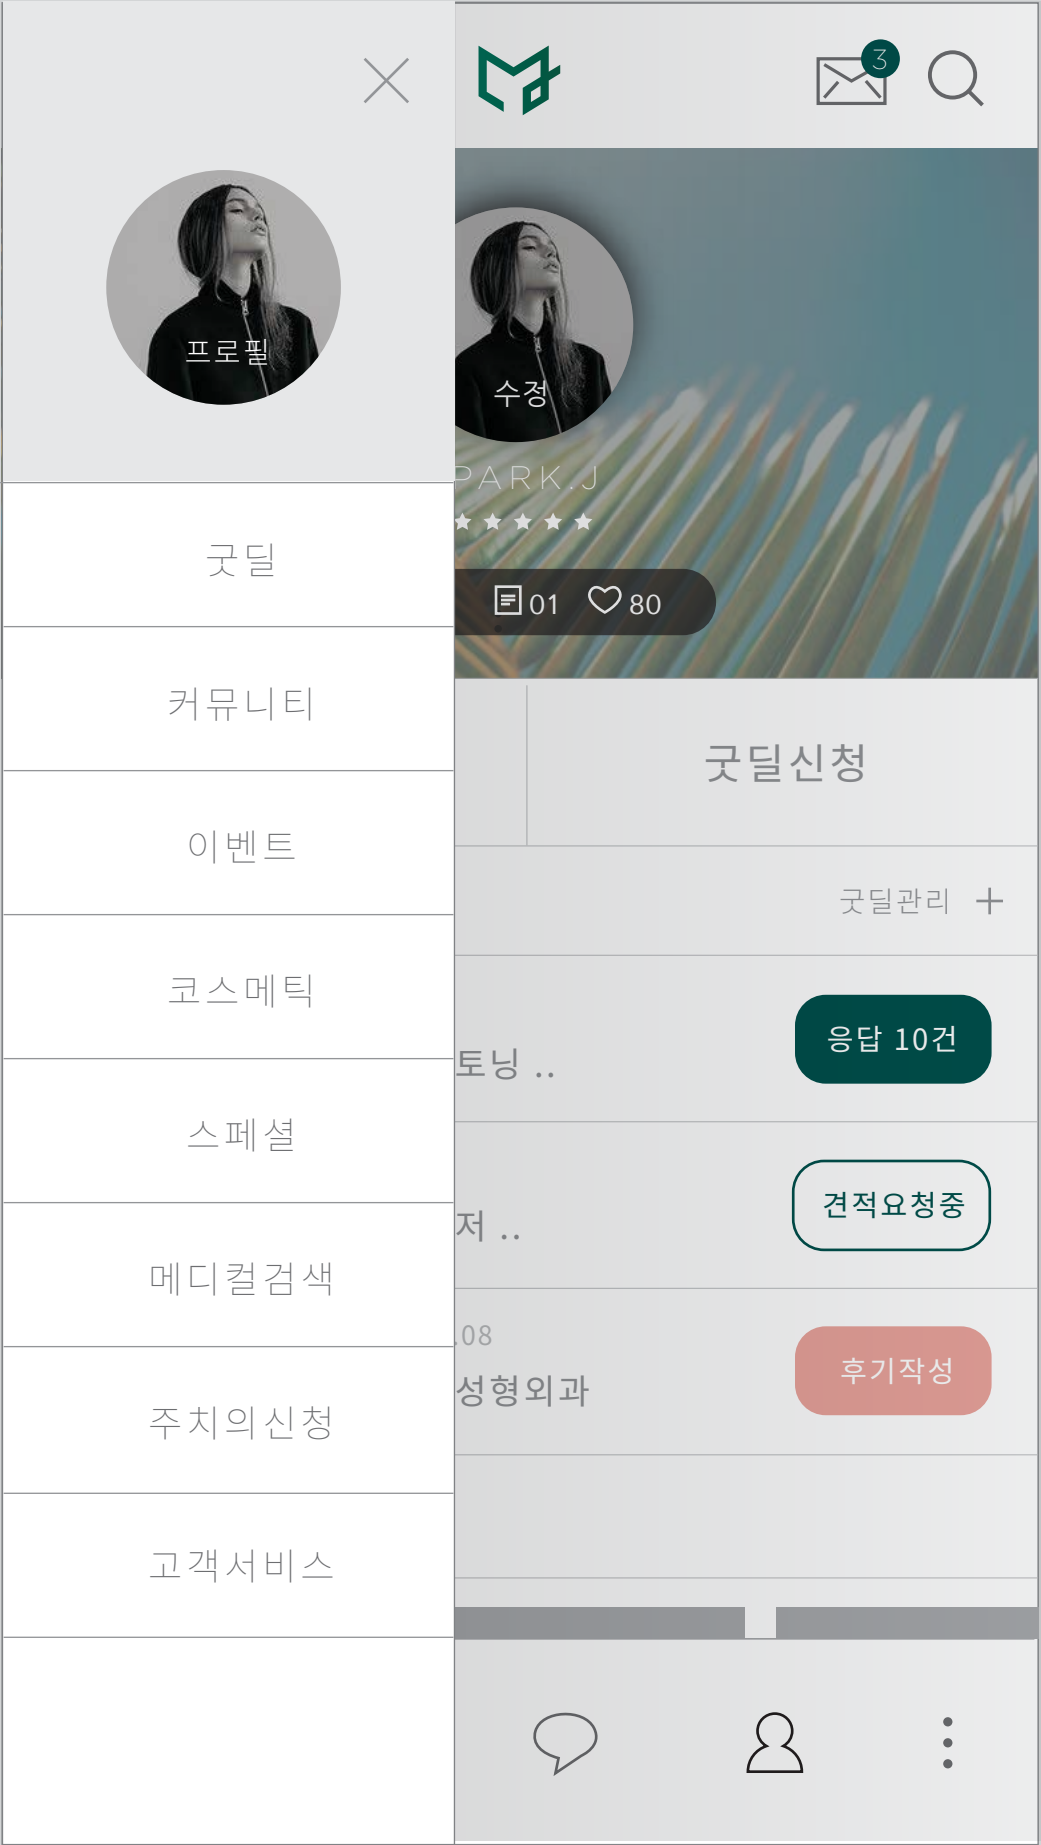 3
프로필
수정
PARK.J
01 80
굿딜
커뮤니티
이벤트
코스메틱
스페셜
메디컬검색
주치의신청
고객서비스
굿딜신청
굿딜관리 +
토닝 ..
응답 10건
저 ..
견적요청중
.08
성형외과
후기작성